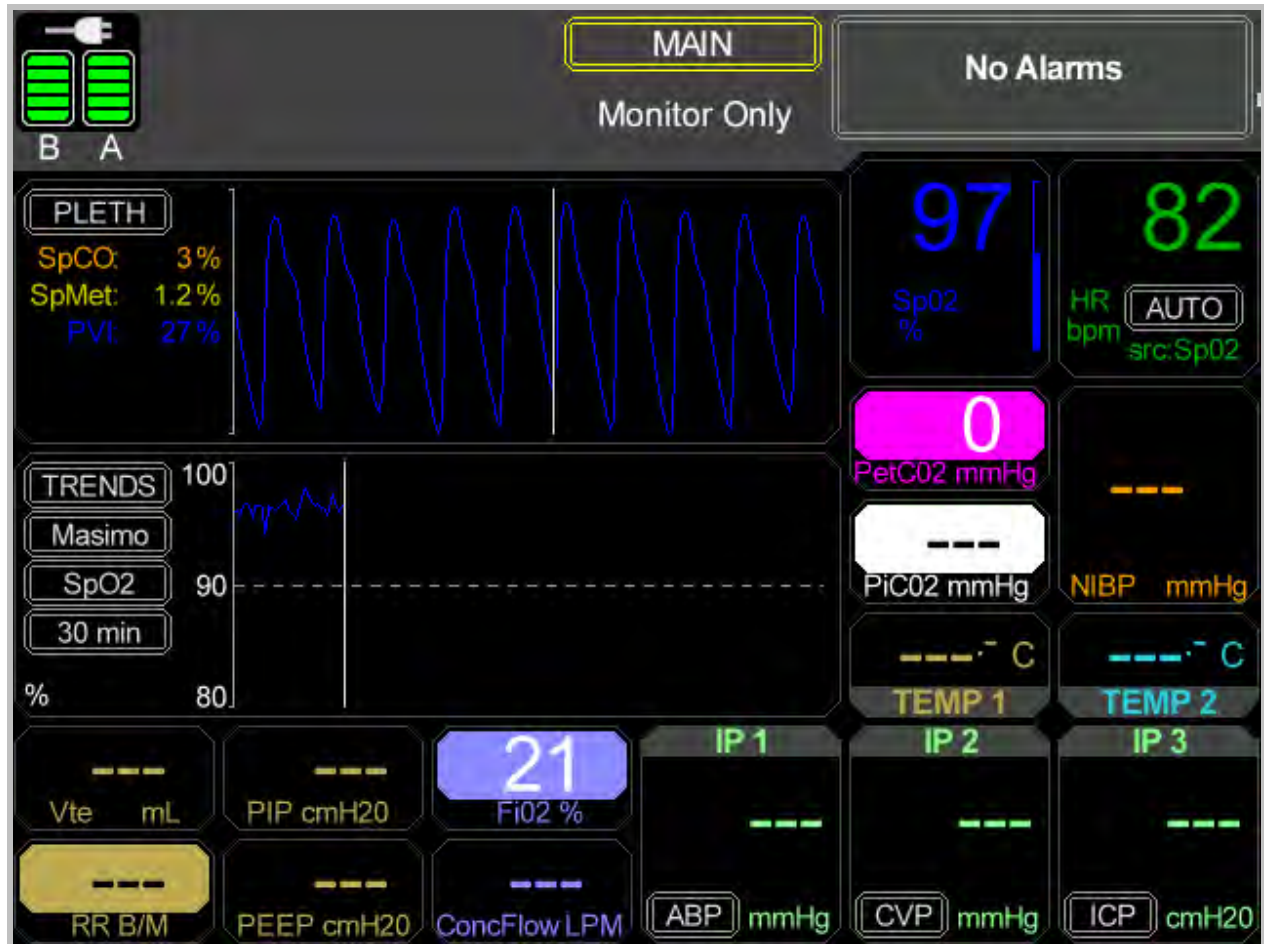 MAIN
No Alarms
Monitor Only
B A
PLETH
SpCO: 3 %
SpMet: 1.2 %
PVI: 27 %
97
Sp02
%
82
HR
bpm
AUTO
src:Sp02
0
PetC02 mmHg
---
PiC02 mmHg
---
NIBP mmHg
TRENDS
Masimo
SpO2
30 min
%
100
90
80
---.- C
TEMP 1
---.- C
TEMP 2
---
Vte mL
---
PIP cmH20
21
Fi02 %
---
RR B/M
---
PEEP cmH20
---
ConcFlow LPM
IP 1
---
ABP mmHg
IP 2
---
CVP mmHg
IP 3
---
ICP cmH20